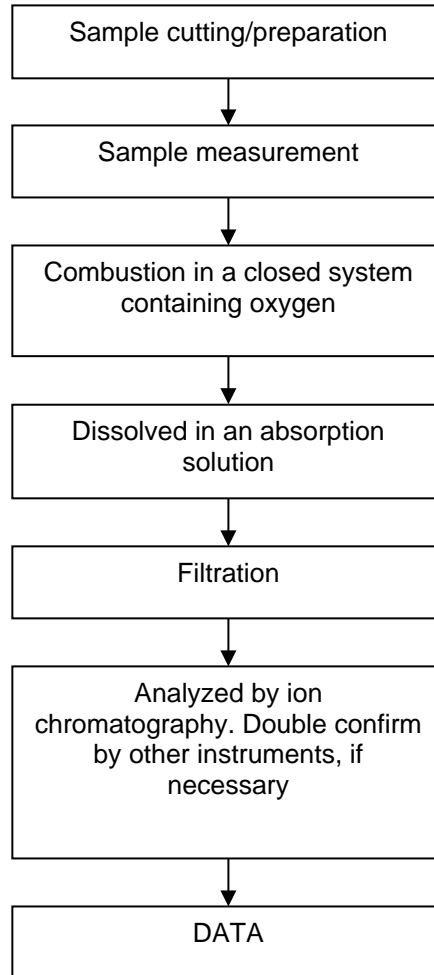 Sample cutting/preparation
Sample measurement
Combustion in a closed system
containing oxygen
Dissolved in an absorption
solution
Filtration
Analyzed by ion
chromatography. Double confirm
by other instruments, if
necessary
DATA